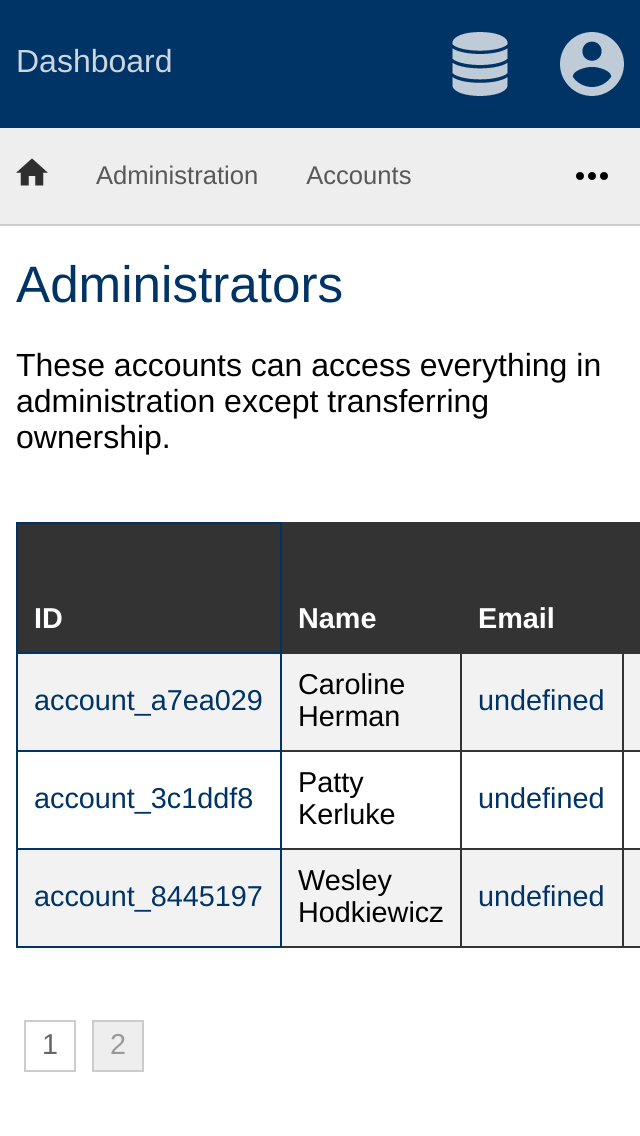 Dashboard
Administration Accounts
Administrators
These accounts can access everything in
administration except transferring
ownership.
ID Name Email
account_a7ea029 Caroline Herman undefined
account_3c1ddf8 Patty Kerluke undefined
account_8445197 Wesley Hodkiewicz undefined
1 2